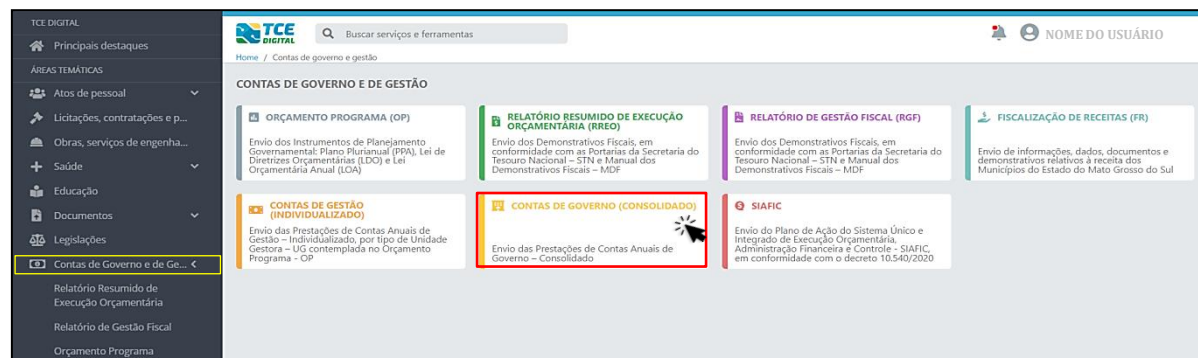 TCE DIGITAL
Principais destaques
ÁREAS TEMÁTICAS
Atos de pessoal
Licitações, contratações e p...
Obras, serviços de engenha...
Saúde
Educação
Documentos
Legislações
Contas de Governo e de Ge...
Relatório Resumido de
Execução Orçamentária
Relatório de Gestão Fiscal
Orçamento Programa
TCE
DIGITAL
Buscar serviços e ferramentas
NOME DO USUÁRIO
Home / Contas de governo e gestão
CONTAS DE GOVERNO E DE GESTÃO
ORÇAMENTO PROGRAMA (OP)
Envio dos Instrumentos de Planejamento
Governamental: Plano Plurianual (PPA), Lei de
Diretrizes Orçamentárias (LDO) e Lei
Orçamentária Anual (LOA)
RELATÓRIO RESUMIDO DE EXECUÇÃO
ORÇAMENTÁRIA (RREO)
Envio dos Demonstrativos Fiscais, em
conformidade com as Portarias da Secretaria do
Tesouro Nacional – STN e Manual dos
Demonstrativos Fiscais – MDF
RELATÓRIO DE GESTÃO FISCAL (RGF)
Envio dos Demonstrativos Fiscais, em
conformidade com as Portarias da Secretaria do
Tesouro Nacional – STN e Manual dos
Demonstrativos Fiscais – MDF
FISCALIZAÇÃO DE RECEITAS (FR)
Envio de informações, dados, documentos e
demonstrativos relativos à receita dos
Municípios do Estado do Mato Grosso do Sul
CONTAS DE GESTÃO
(INDIVIDUALIZADO)
Envio das Prestações de Contas Anuais de
Gestão – Individualizado, por tipo de Unidade
Gestora – UG contemplada no Orçamento
Programa - OP
CONTAS DE GOVERNO (CONSOLIDADO)
Envio das Prestações de Contas Anuais de
Governo – Consolidado
SIAFIC
Envio do Plano de Ação do Sistema Único e
Integrado de Execução Orçamentária,
Administração Financeira e Controle - SIAFIC,
em conformidade com o decreto 10.540/2020